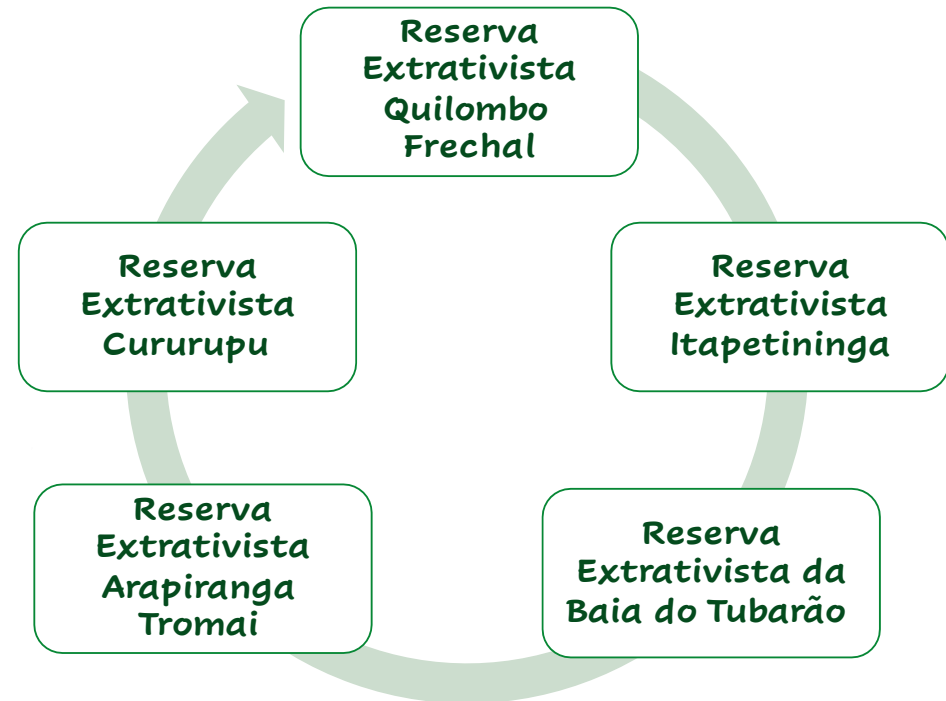 Reserva
Extrativista
Quilombo
Frechal
Reserva
Extrativista
Itapetininga
Reserva
Extrativista da
Baia do Tubarão
Reserva
Extrativista
Arapiranga
Tromai
Reserva
Extrativista
Cururupu